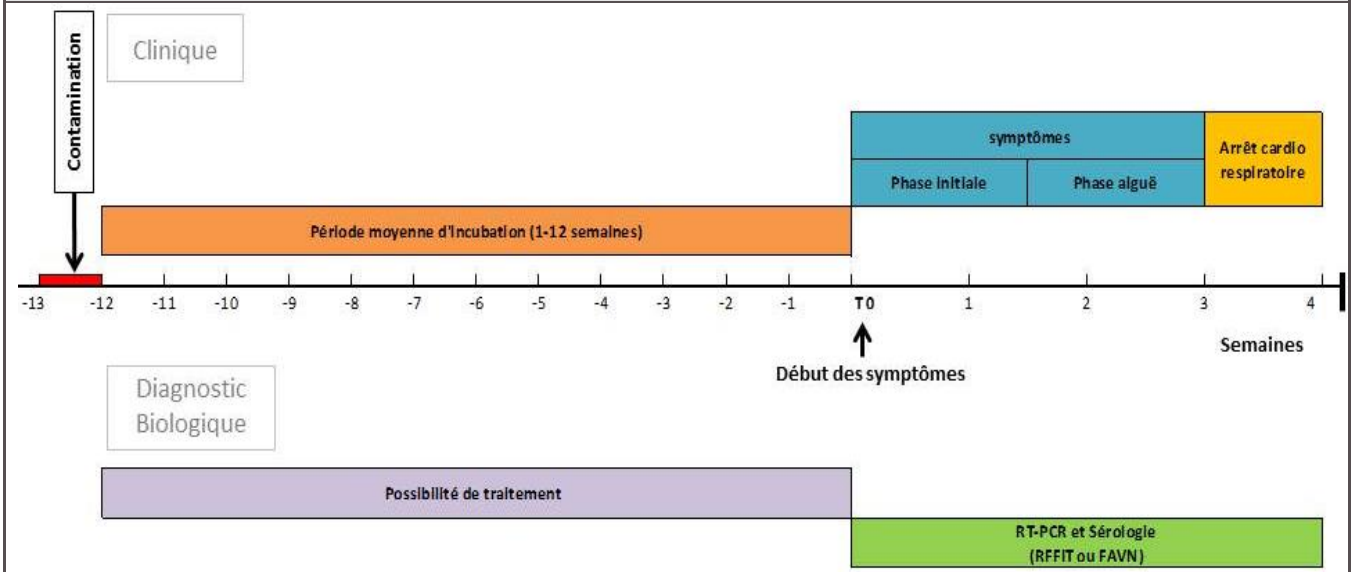 Contamination
Clinique
symptômes
Phase initiale
Phase aiguë
Arrêt cardio
respiratoire
Période moyenne d'incubation (1-12 semaines)
-13 -12 -11 -10 -9 -8 -7 -6 -5 -4 -3 -2 -1 T0 1 2 3 4
Semaines
Début des symptômes
Diagnostic
Biologique
Possibilité de traitement
RT-PCR et Sérologie
(RFFIT ou FAVN)